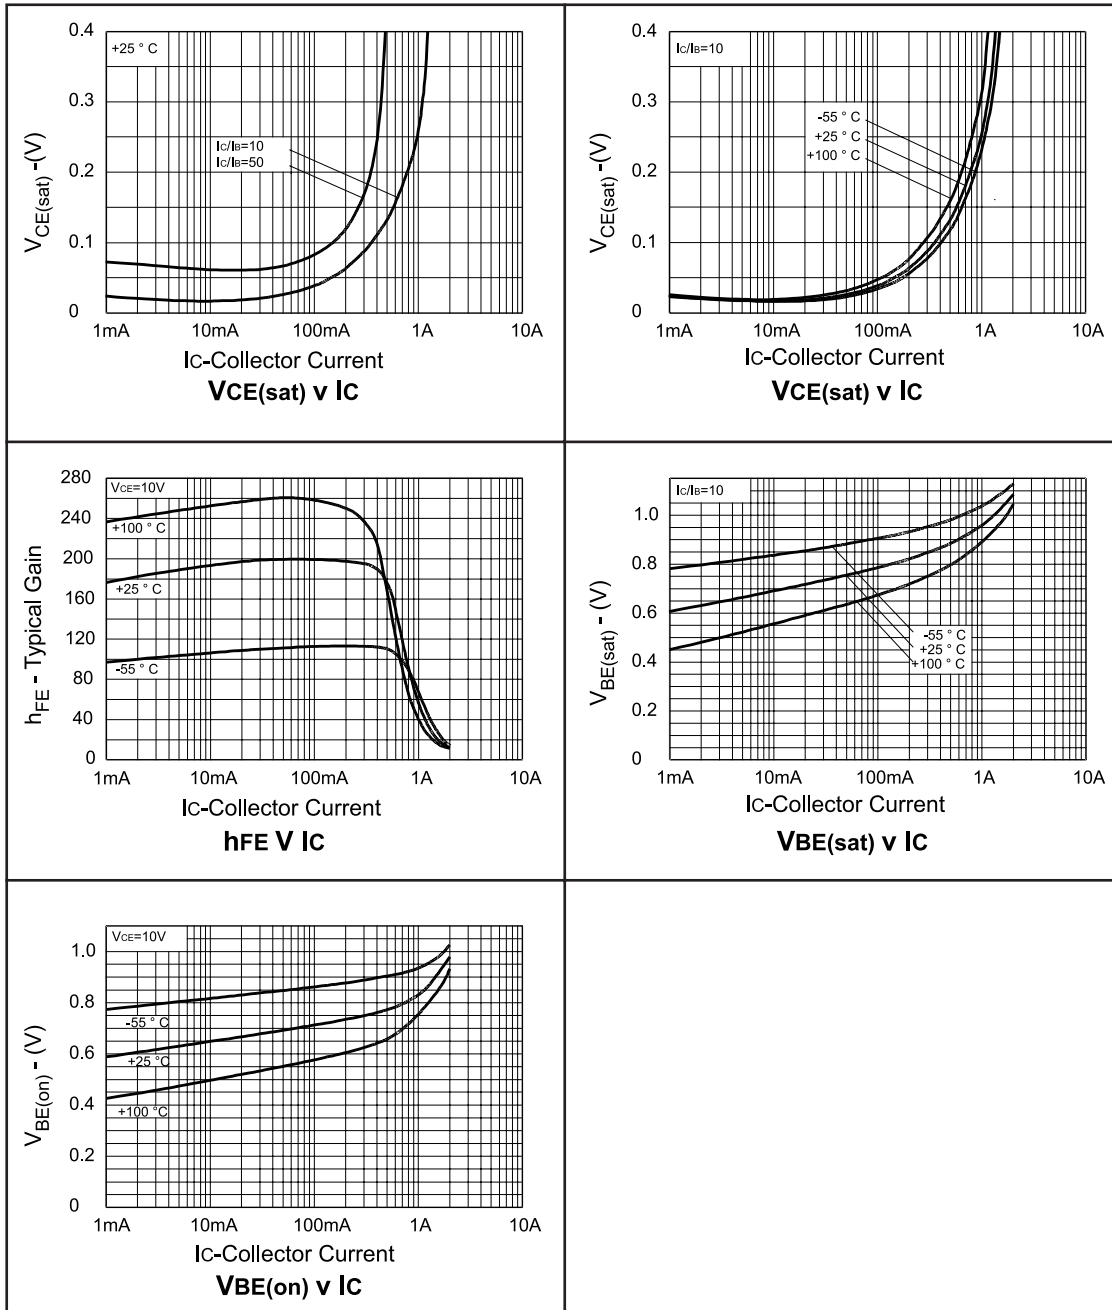 +25 ° C
IC/IB=10
IC/IB=50
0.4
0.3
0.2
0.1
0
VCE(sat) - (V)
1mA 10mA 100mA 1A 10A
IC-Collector Current
VCE(sat) v IC
IC/IB=10
-55 ° C
+25 ° C
+100 ° C
0.4
0.3
0.2
0.1
0
VCE(sat) - (V)
1mA 10mA 100mA 1A 10A
IC-Collector Current
VCE(sat) v IC
VCE=10V
+100 ° C
+25 ° C
-55 ° C
280
240
200
160
120
80
40
0
hFE - Typical Gain
1mA 10mA 100mA 1A 10A
IC-Collector Current
hFE V IC
IC/IB=10
-55 ° C
+25 ° C
+100 ° C
1.0
0.8
0.6
0.4
0.2
0
VBE(sat) - (V)
1mA 10mA 100mA 1A 10A
IC-Collector Current
VBE(sat) v IC
VCE=10V
-55 ° C
+25 °C
+100 °C
1.0
0.8
0.6
0.4
0.2
0
VBE(on) - (V)
1mA 10mA 100mA 1A 10A
IC-Collector Current
VBE(on) v IC